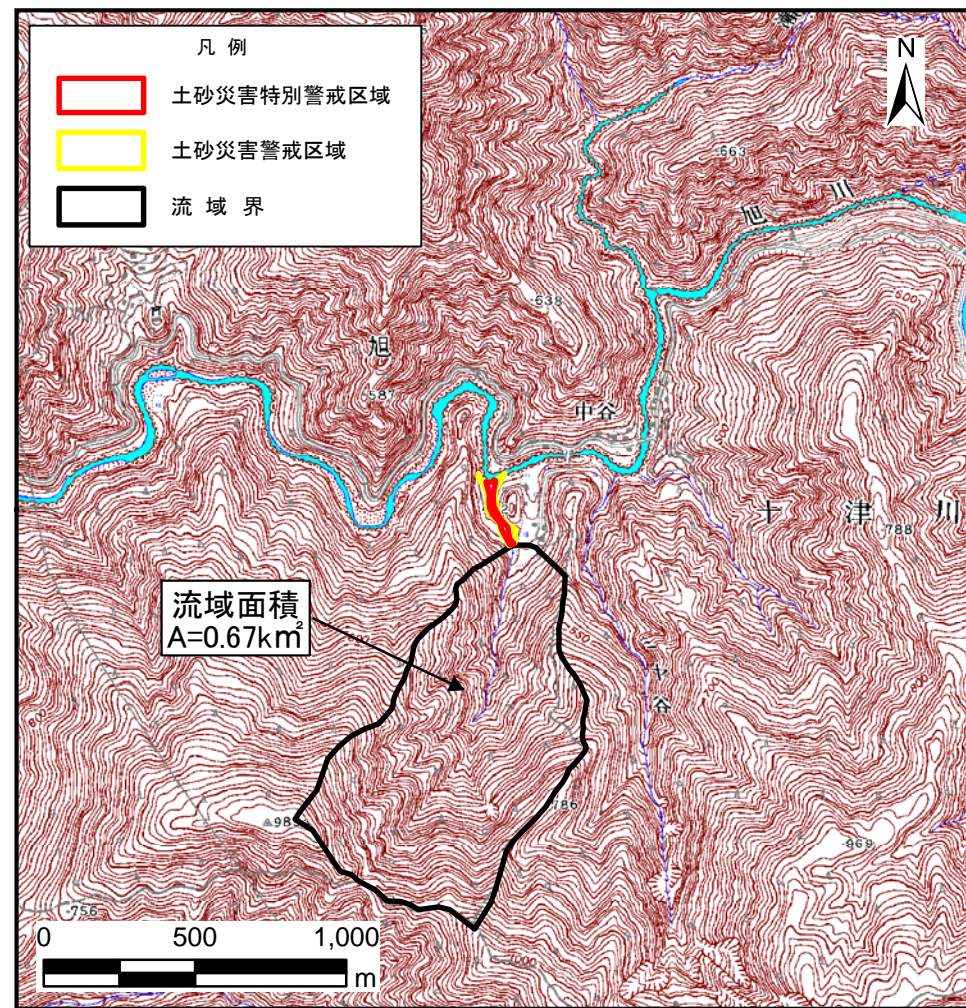 凡 例
土砂災害特別警戒区域
土砂災害警戒区域
流 域 界
N
663
旭 川
638
旭
587
中谷
十 津 川
788
流域面積
A=0.67km²
ヤ谷
786
969
756
0 500 1,000
m